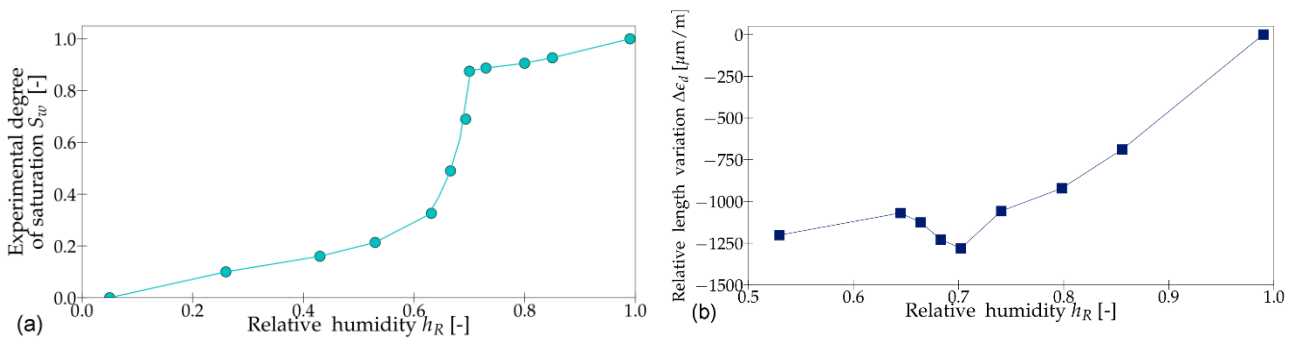 1.0
0.8
0.6
0.4
0.2
0.0
Experimental degree
of saturation S_w [-]
0.0 0.2 0.4 0.6 0.8 1.0
Relative humidity h_R [-]
(a)
0
−250
−500
−750
−1000
−1250
−1500
Relative length variation Δϵ_d [μm/m]
0.5 0.6 0.7 0.8 0.9 1.0
Relative humidity h_R [-]
(b)